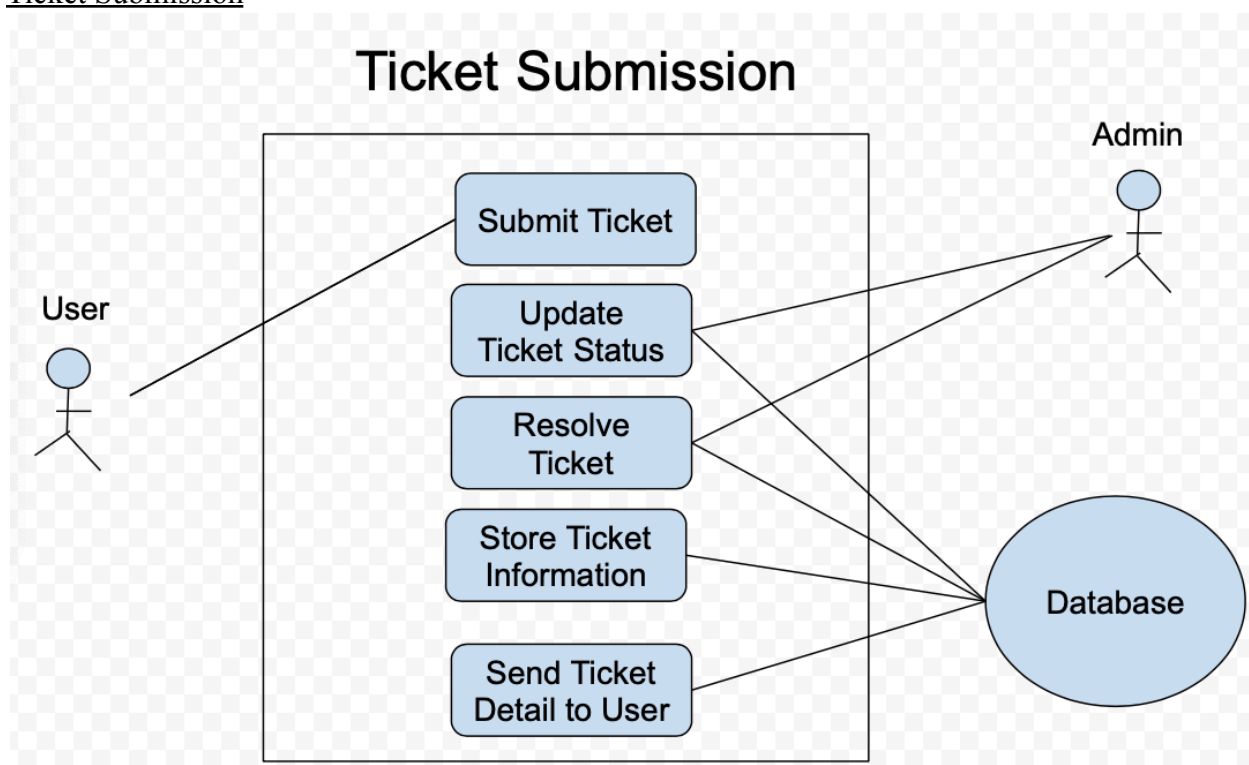 Ticket Submission
Ticket Submission
Admin
Submit Ticket
User
Update
Ticket Status
Resolve
Ticket
Store Ticket
Information
Database
Send Ticket
Detail to User